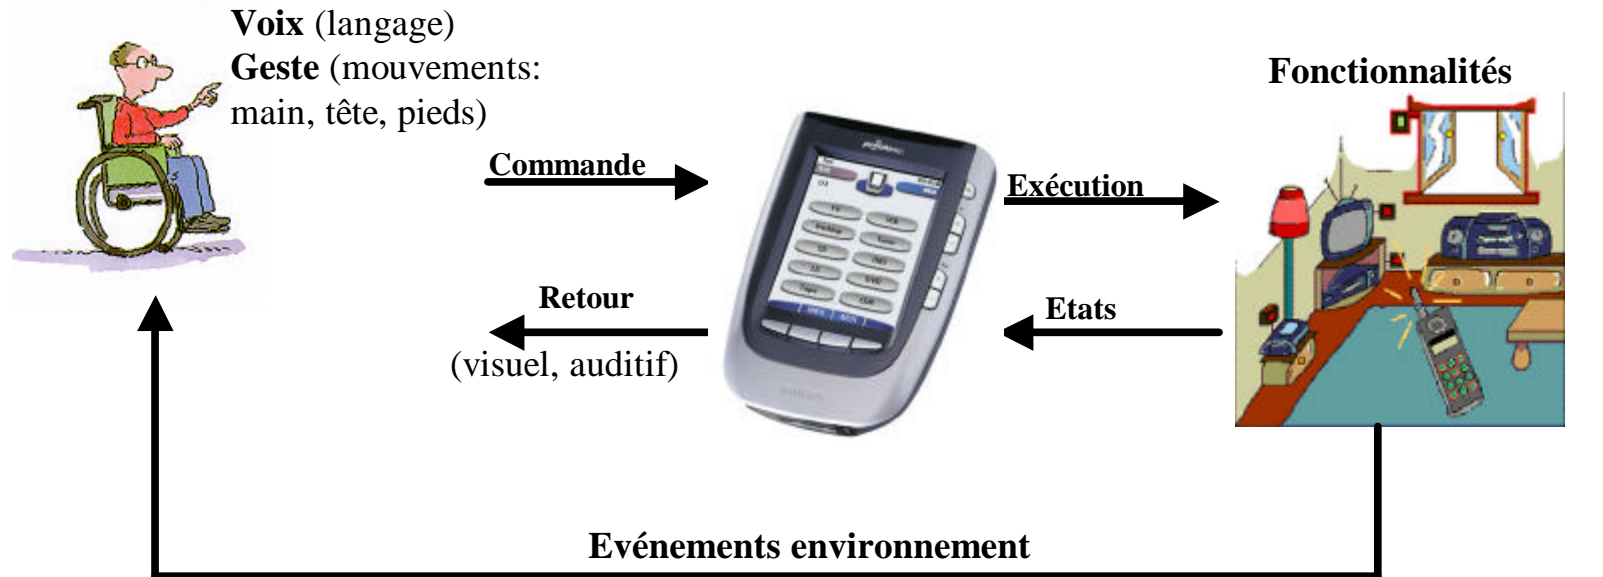 Voix (langage)
Geste (mouvements:
main, tête, pieds)
Commande
Retour
(visuel, auditif)
Exécution
Etats
Fonctionnalités
Evénements environnement